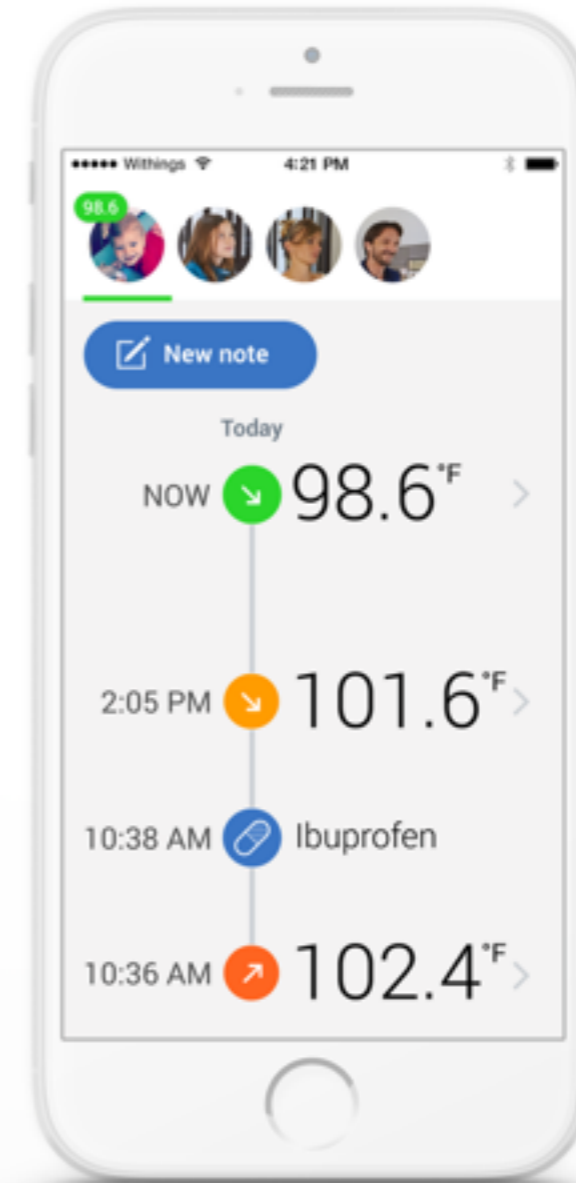 Withings 4:21 PM
98.6
New note
Today
NOW 98.6°F
2:05 PM 101.6°F
10:38 AM Ibuprofen
10:36 AM 102.4°F